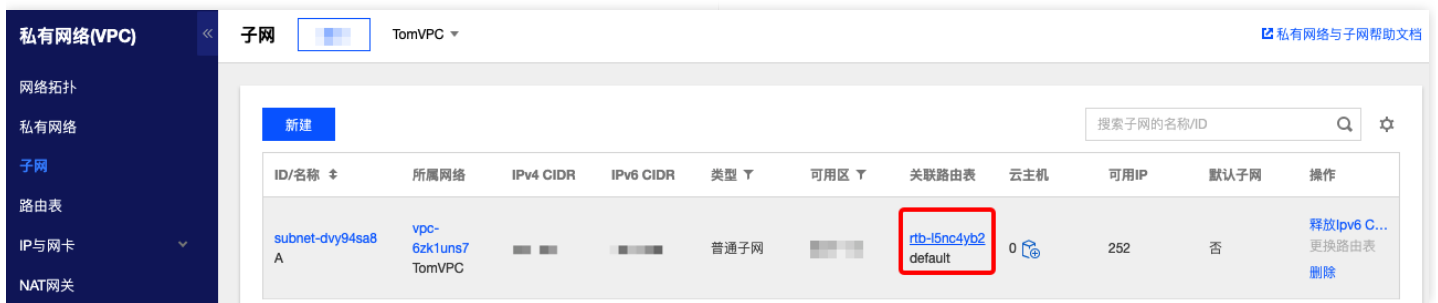 私有网络(VPC)
«
子网
TomVPC
私有网络与子网帮助文档
网络拓扑
私有网络
子网
路由表
IP与网卡
NAT网关
新建
搜索子网的名称/ID
ID/名称 所属网络 IPv4 CIDR IPv6 CIDR 类型 可用区 关联路由表 云主机 可用IP 默认子网 操作
subnet-dvy94sa8
A
vpc-
6zk1uns7
TomVPC
普通子网
rtb-l5nc4yb2
default
0
252
否
释放Ipv6 C...
更换路由表
删除